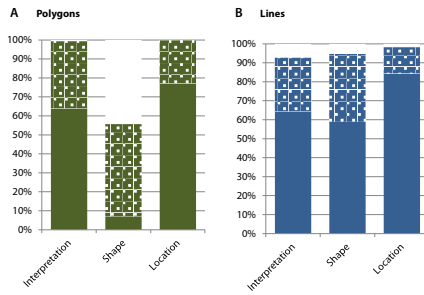 A Polygons
100%
90%
80%
70%
60%
50%
40%
30%
20%
10%
0%
Interpretation
Shape
Location
B Lines
100%
90%
80%
70%
60%
50%
40%
30%
20%
10%
0%
Interpretation
Shape
Location